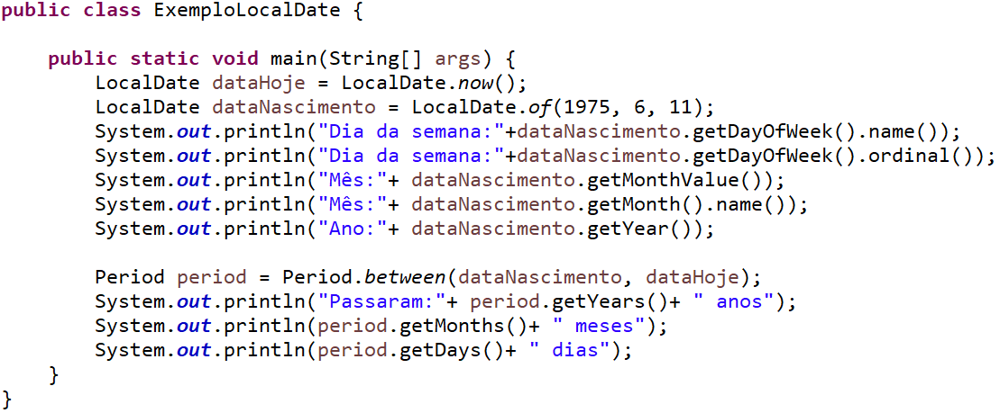 public class ExemploLocalDate {
public static void main(String[] args) {
LocalDate dataHoje = LocalDate.now();
LocalDate dataNascimento = LocalDate.of(1975, 6, 11);
System.out.println("Dia da semana:"+dataNascimento.getDayOfWeek().name());
System.out.println("Dia da semana:"+dataNascimento.getDayOfWeek().ordinal());
System.out.println("Mês:"+ dataNascimento.getMonthValue());
System.out.println("Mês:"+ dataNascimento.getMonth().name());
System.out.println("Ano:"+ dataNascimento.getYear());
Period period = Period.between(dataNascimento, dataHoje);
System.out.println("Passaram:"+ period.getYears()+ " anos");
System.out.println(period.getMonths()+ " meses");
System.out.println(period.getDays()+ " dias");
}
}